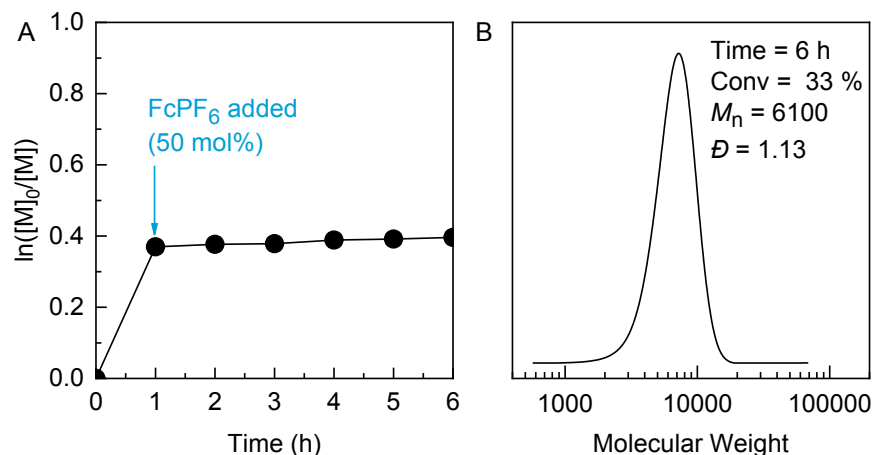 A
1.0
0.8
0.6
0.4
0.2
0.0
ln([M]0/[M])
FcPF6 added
(50 mol%)
0 1 2 3 4 5 6
Time (h)
B
Time = 6 h
Conv = 33 %
Mn = 6100
Đ = 1.13
1000 10000 100000
Molecular Weight